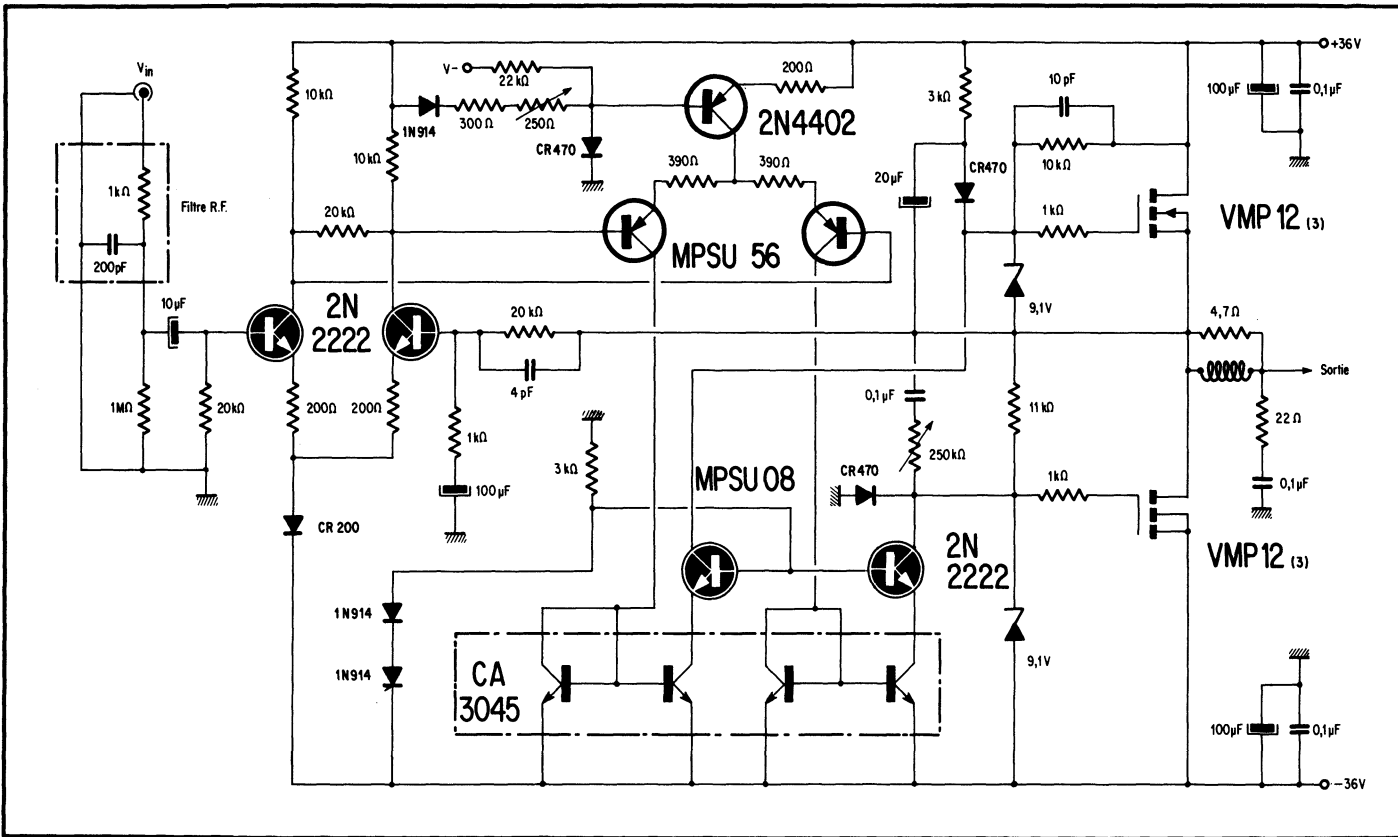 Vin
1kΩ
Filtre R.F.
200pF
10µF
1MΩ
20kΩ
10kΩ
V-
22kΩ
1N914
300Ω
250Ω
CR470
10kΩ
20kΩ
200Ω
2N4402
390Ω
390Ω
MPSU 56
2N
2222
20kΩ
4pF
200Ω
200Ω
1kΩ
100µF
CR 200
3kΩ
1N914
1N914
MPSU 08
2N
2222
CA
3045
3kΩ
20µF
CR470
10pF
10kΩ
1kΩ
9,1V
VMP 12 (3)
0,1µF
250kΩ
CR470
11kΩ
1kΩ
9,1V
VMP 12 (3)
4,7Ω
Sortie
22Ω
0,1µF
100µF
0,1µF
+36V
100µF
0,1µF
-36V